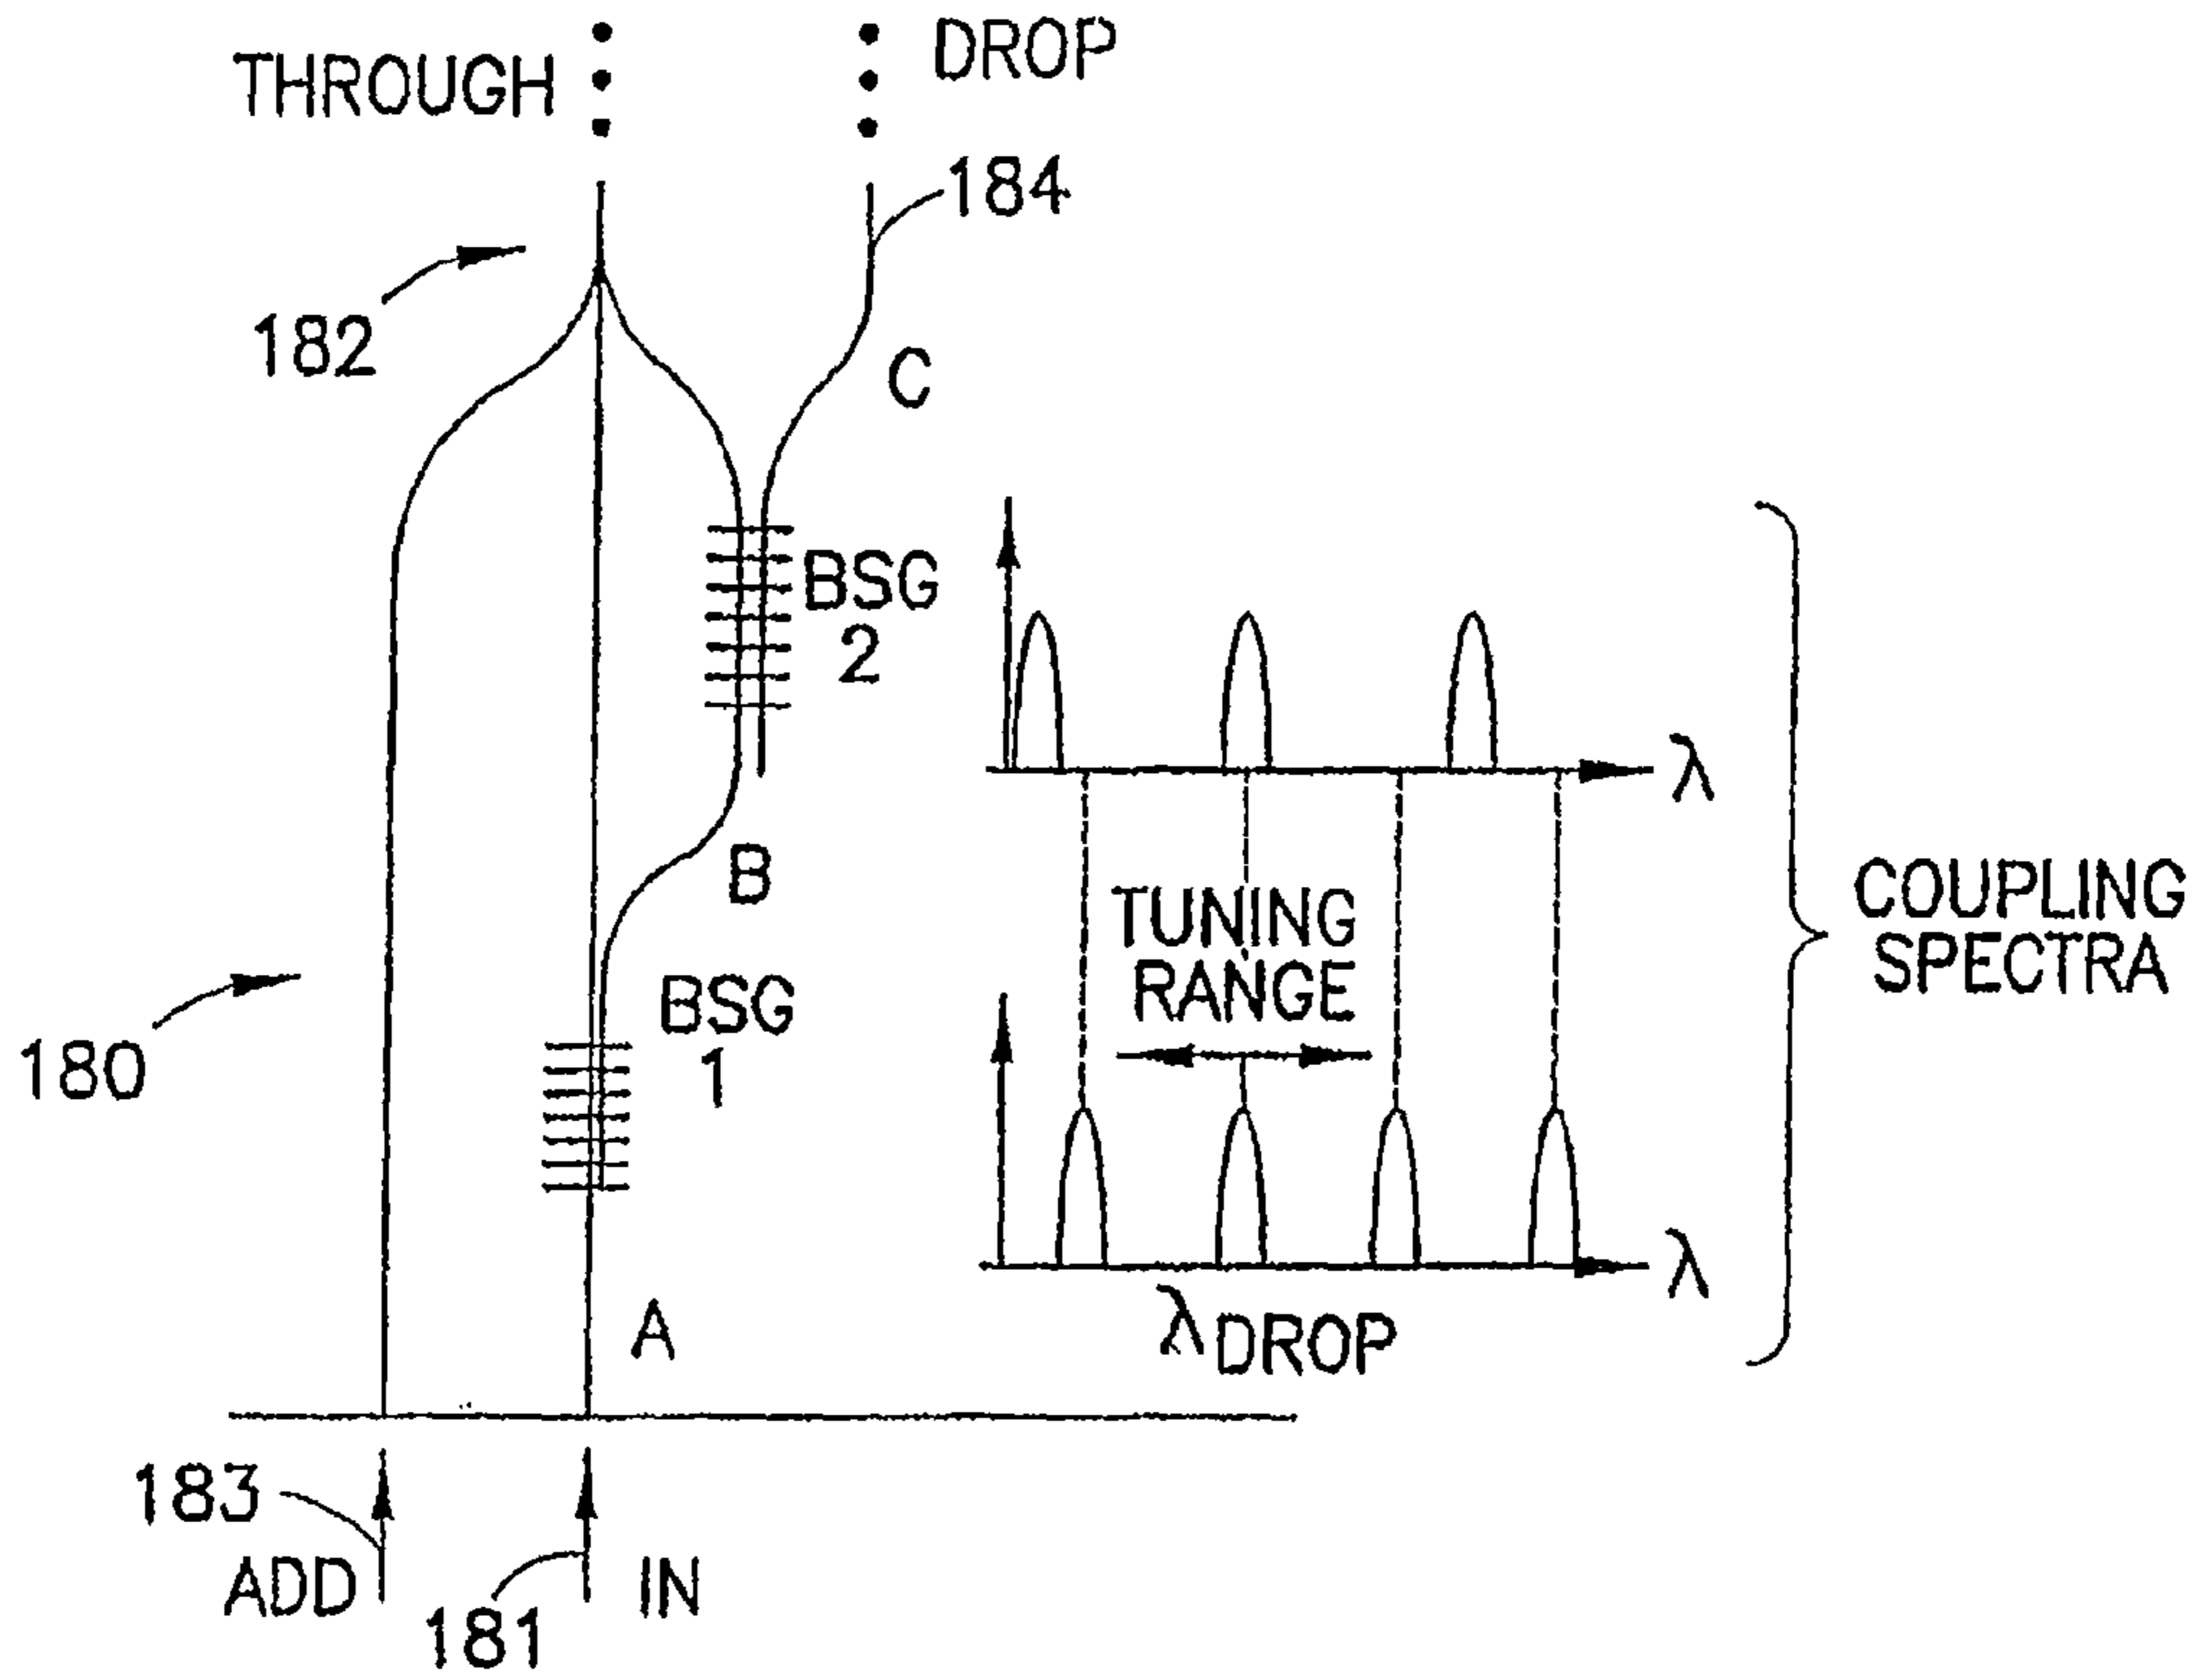 THROUGH
DROP
184
182
C
BSG
2
λ
B
TUNING
RANGE
COUPLING
SPECTRA
BSG
1
180
λ
λDROP
A
183
ADD
181
IN